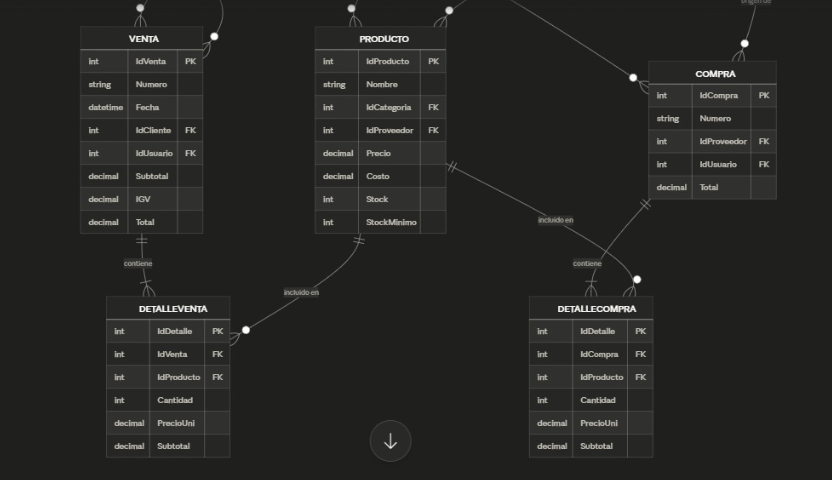 VENTA
int IdVenta PK
string Numero
datetime Fecha
int IdCliente FK
int IdUsuario FK
decimal Subtotal
decimal IGV
decimal Total
PRODUCTO
int IdProducto PK
string Nombre
int IdCategoria FK
int IdProveedor FK
decimal Precio
decimal Costo
int Stock
int StockMinimo
COMPRA
int IdCompra PK
string Numero
int IdProveedor FK
int IdUsuario FK
decimal Total
incluido en
contiene
contiene
incluido en
DETALLEVENTA
int IdDetalle PK
int IdVenta FK
int IdProducto FK
int Cantidad
decimal PrecioUni
decimal Subtotal
DETALLECOMPRA
int IdDetalle PK
int IdCompra FK
int IdProducto FK
int Cantidad
decimal PrecioUni
decimal Subtotal